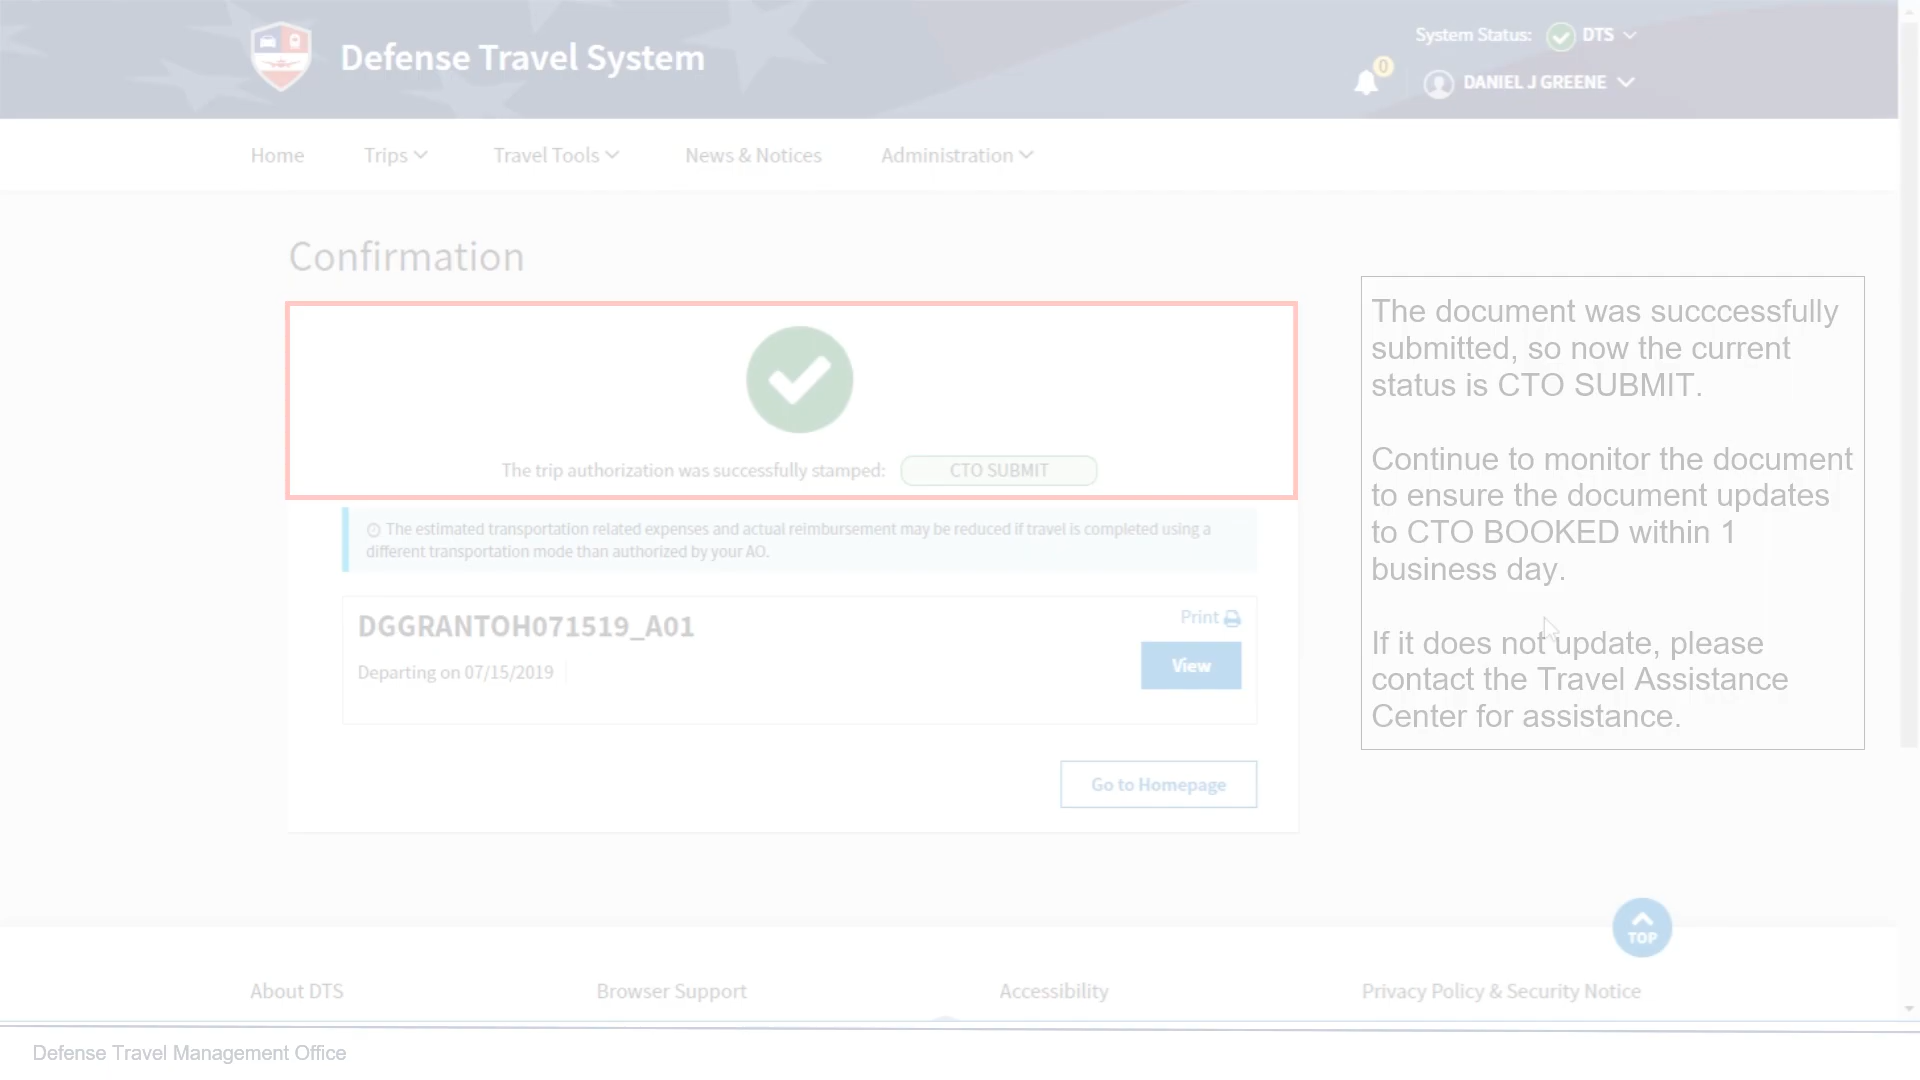 Defense Travel System
System Status: DTS
0
DANIEL J GREENE
Home Trips Travel Tools News & Notices Administration
Confirmation
The trip authorization was successfully stamped: CTO SUBMIT
The estimated transportation related expenses and actual reimbursement may be reduced if travel is completed using a
different transportation mode than authorized by your AO.
DGGRANTOH071519_A01
Print
Departing on 07/15/2019
View
Go to Homepage
The document was succcessfully
submitted, so now the current
status is CTO SUBMIT.
Continue to monitor the document
to ensure the document updates
to CTO BOOKED within 1
business day.
If it does not update, please
contact the Travel Assistance
Center for assistance.
TOP
About DTS Browser Support Accessibility Privacy Policy & Security Notice
Defense Travel Management Office